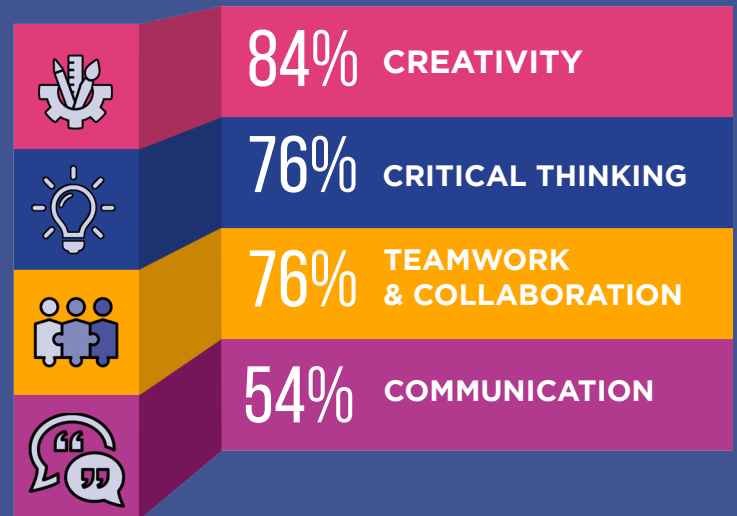 84% CREATIVITY
76% CRITICAL THINKING
76% TEAMWORK
& COLLABORATION
54% COMMUNICATION